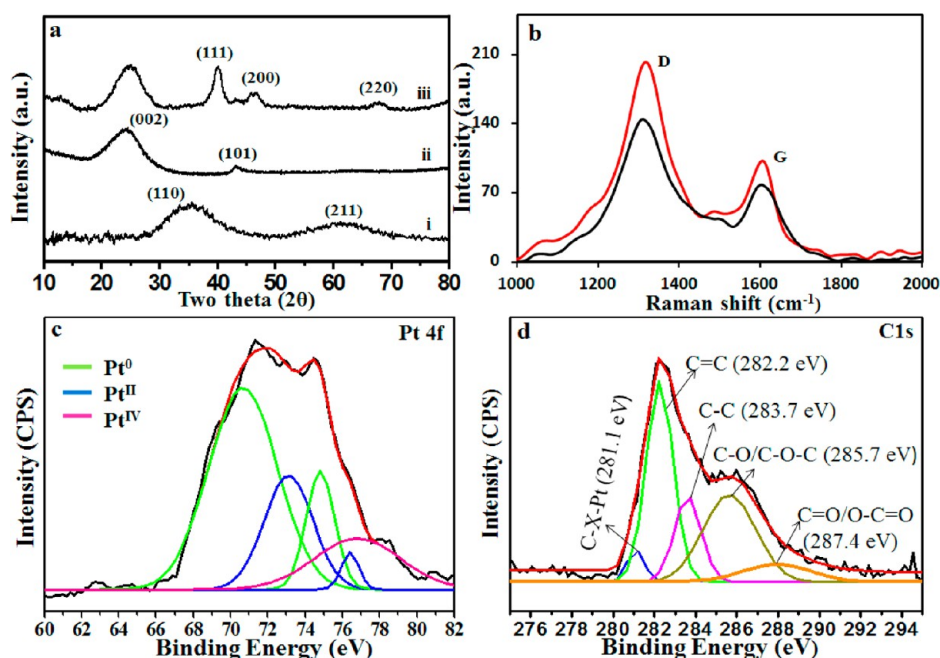 a
Intensity (a.u.)
(111)
(200)
(220)
iii
(002)
(101)
ii
(110)
(211)
i
10 20 30 40 50 60 70 80
Two theta (2θ)
b
Intensity (a.u.)
210
140
70
0
D
G
1000 1200 1400 1600 1800 2000
Raman shift (cm⁻¹)
c
Pt 4f
Pt⁰
Ptᴵᴵ
Ptᴵⱽ
Intensity (CPS)
60 62 64 66 68 70 72 74 76 78 80 82
Binding Energy (eV)
d
C1s
Intensity (CPS)
C-X-Pt (281.1 eV)
C=C (282.2 eV)
C-C (283.7 eV)
C-O/C-O-C (285.7 eV)
C=O/O-C=O
(287.4 eV)
276 278 280 282 284 286 288 290 292 294
Binding Energy (eV)